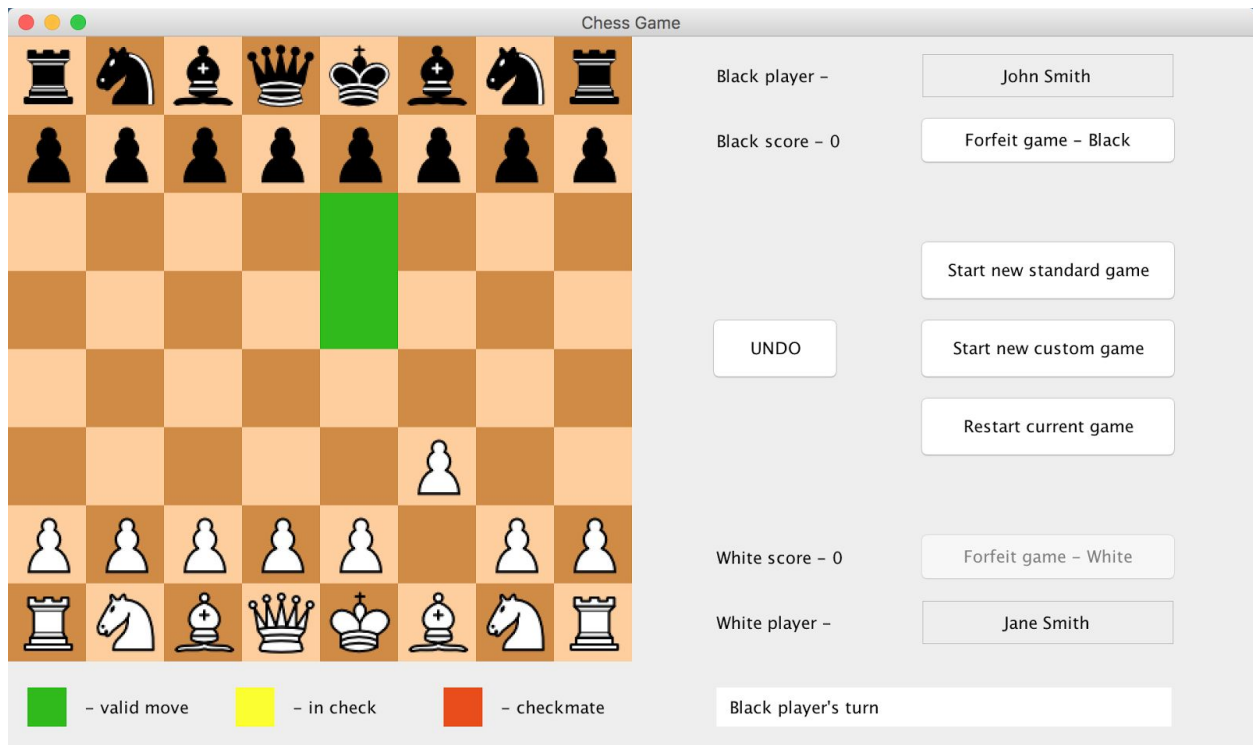 Chess Game
Black player –
John Smith
Black score – 0
Forfeit game – Black
Start new standard game
UNDO
Start new custom game
Restart current game
White score – 0
Forfeit game – White
White player –
Jane Smith
– valid move
– in check
– checkmate
Black player's turn